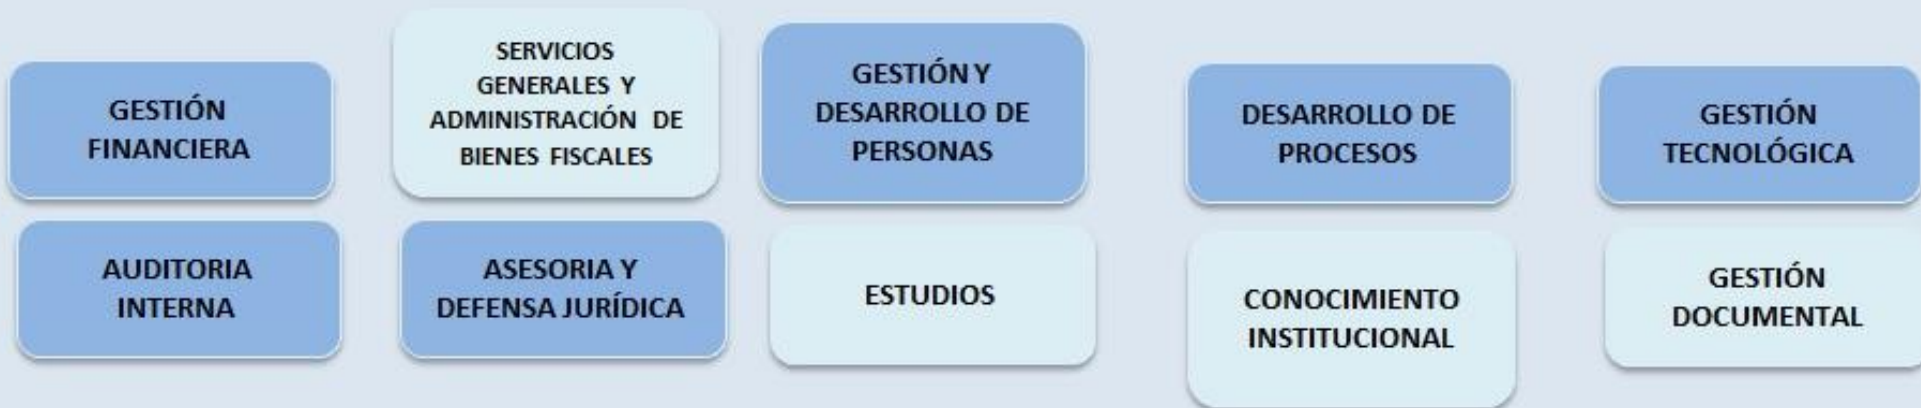 GESTIÓN
FINANCIERA
SERVICIOS
GENERALES Y
ADMINISTRACIÓN DE
BIENES FISCALES
GESTIÓN Y
DESARROLLO DE
PERSONAS
DESARROLLO DE
PROCESOS
GESTIÓN
TECNOLÓGICA
AUDITORIA
INTERNA
ASESORIA Y
DEFENSA JURÍDICA
ESTUDIOS
CONOCIMIENTO
INSTITUCIONAL
GESTIÓN
DOCUMENTAL